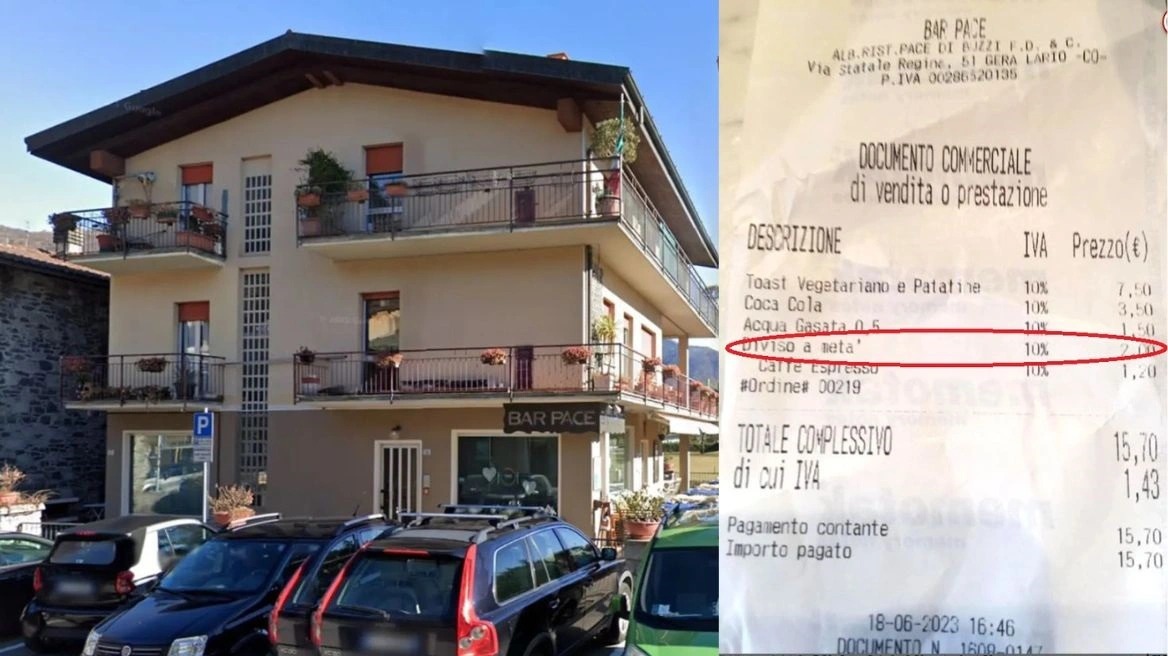 Google
P
BAR PACE
BAR PACE
ALB.RIST.PACE DI BUZZI F.D. & C.
Via Statale Regina, 51 GERA LARIO -CO-
P.IVA 00286520135
DOCUMENTO COMMERCIALE
di vendita o prestazione
DESCRIZIONE IVA Prezzo(€)
Toast Vegetariano e Patatine 10% 7,50
Coca Cola 10% 3,50
Acqua Gasata 0,5 10% 1,50
Diviso a meta' 10% 2,00
Caffe Espresso 10% 1,20
#Ordine# 00219
TOTALE COMPLESSIVO 15,70
di cui IVA 1,43
Pagamento contante 15,70
Importo pagato 15,70
18-06-2023 16:46
DOCUMENTO N. 1608-0147